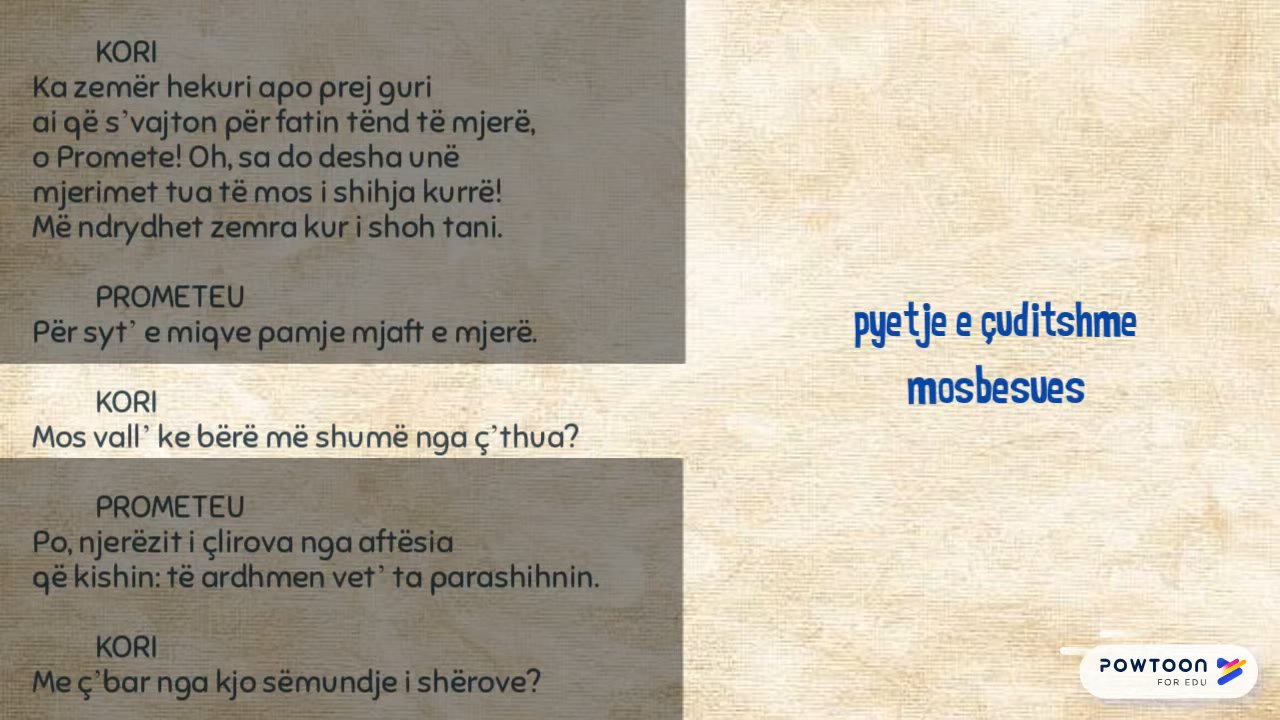 KORI
Ka zemër hekuri apo prej guri
ai që s’vajton për fatin tënd të mjerë,
o Promete! Oh, sa do desha unë
mjerimet tua të mos i shihja kurrë!
Më ndrydhet zemra kur i shoh tani.
PROMETEU
Për syt’ e miqve pamje mjaft e mjerë.
KORI
Mos vall’ ke bërë më shumë nga ç’thua?
PROMETEU
Po, njerëzit i çlirova nga aftësia
që kishin: të ardhmen vet’ ta parashihnin.
KORI
Me ç’bar nga kjo sëmundje i shërove?
pyetje e çuditshme
mosbesues
POWTOON
FOR EDU